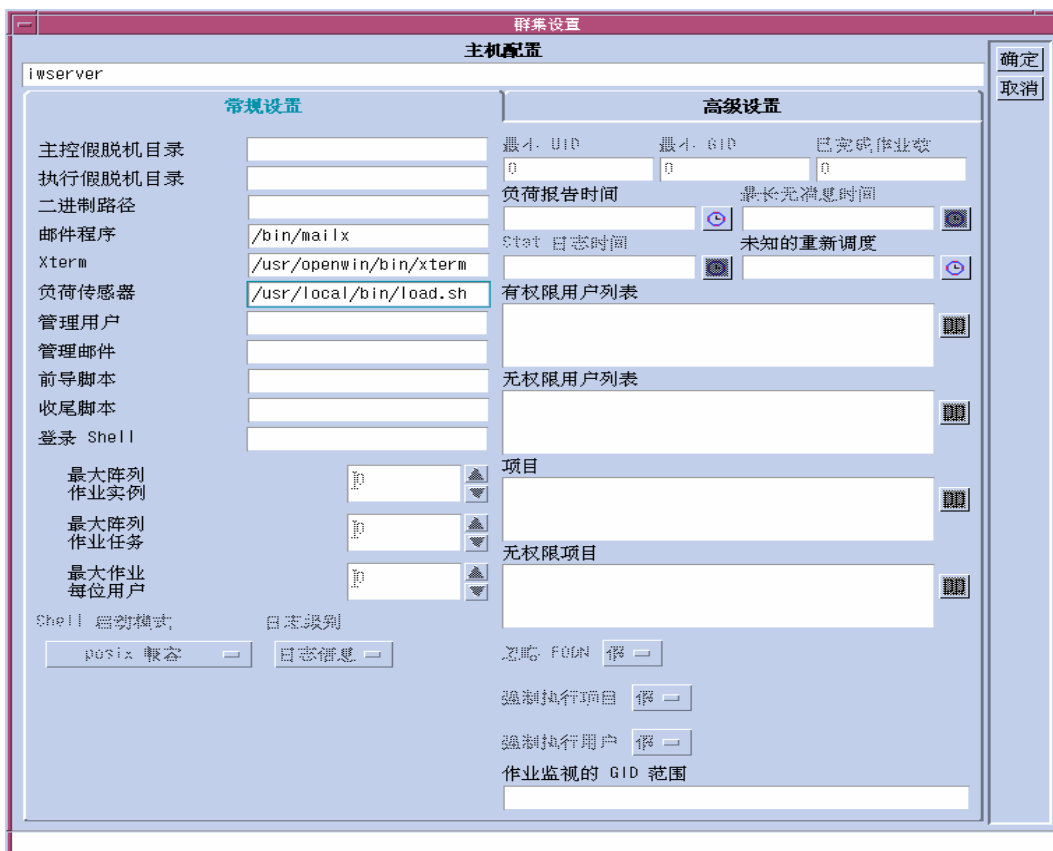 群集设置
主机配置
确定
取消
iwserver
常规设置
高级设置
主控假脱机目录
执行假脱机目录
二进制路径
邮件程序 /bin/mailx
Xterm /usr/openwin/bin/xterm
负荷传感器 /usr/local/bin/load.sh
管理用户
管理邮件
前导脚本
收尾脚本
登录 Shell
最大阵列
作业实例
最大阵列
作业任务
最大作业
每位用户
Shell 启动模式 日志级别
posix 兼容 日志信息
最小 UID 最小 GID 已完成作业数
0 0 0
负荷报告时间 最长无消息时间
Stat 日志时间 未知的重新调度
有权限用户列表
无权限用户列表
项目
无权限项目
忽略 FQDN 假
强制执行项目 假
强制执行用户 假
作业监视的 GID 范围